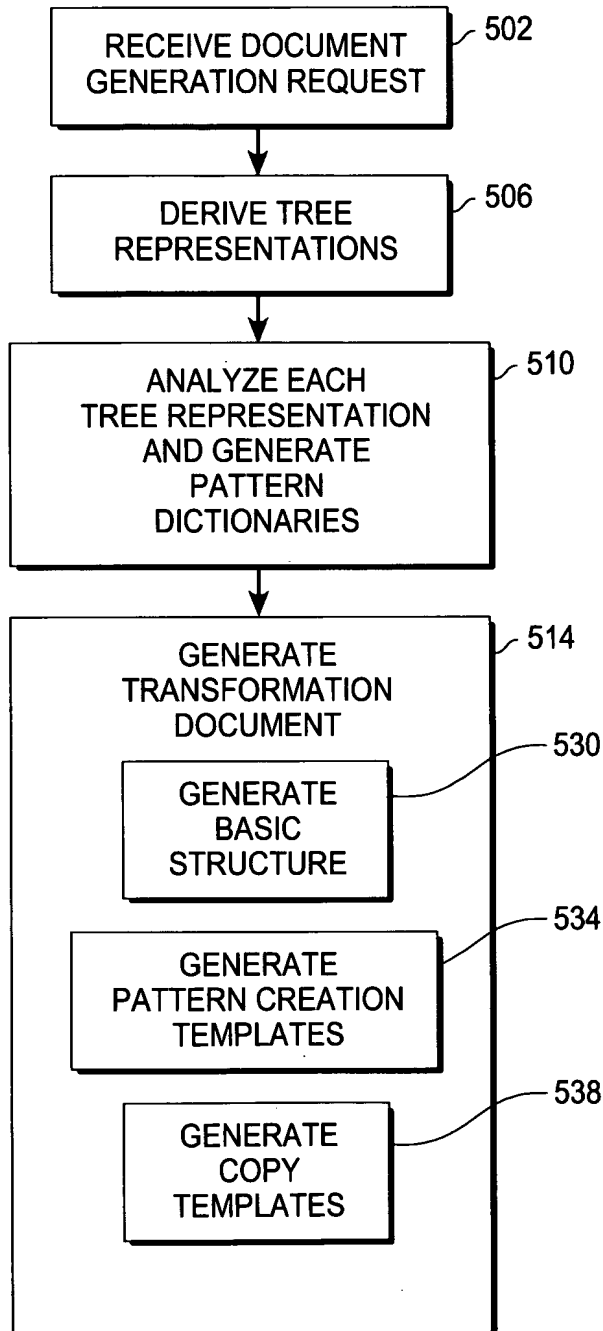 RECEIVE DOCUMENT
GENERATION REQUEST
502
DERIVE TREE
REPRESENTATIONS
506
ANALYZE EACH
TREE REPRESENTATION
AND GENERATE
PATTERN
DICTIONARIES
510
GENERATE
TRANSFORMATION
DOCUMENT
514
GENERATE
BASIC
STRUCTURE
530
GENERATE
PATTERN CREATION
TEMPLATES
534
GENERATE
COPY
TEMPLATES
538